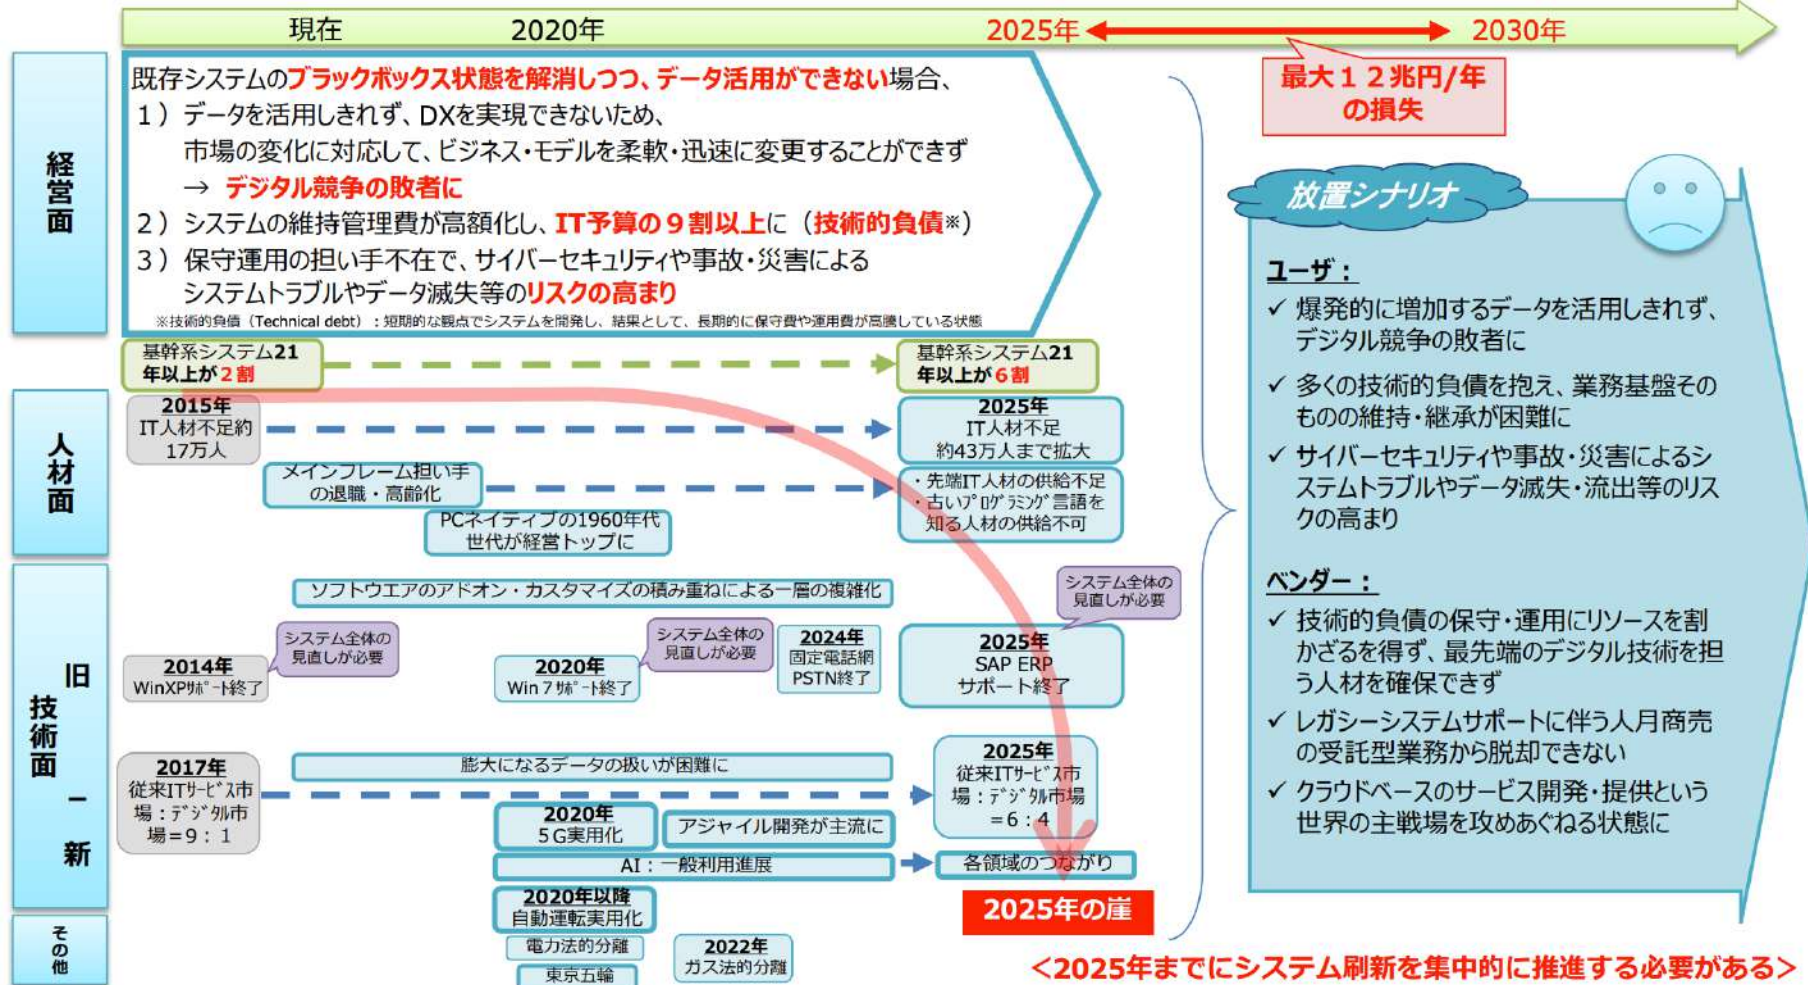 現在
2020年
2025年
2030年
最大１２兆円/年
の損失
経営面
既存システムのブラックボックス状態を解消しつつ、データ活用ができない場合、
１）データを活用しきれず、DXを実現できないため、
市場の変化に対応して、ビジネス・モデルを柔軟・迅速に変更することができず
→ デジタル競争の敗者に
２）システムの維持管理費が高額化し、IT予算の９割以上に（技術的負債※）
３）保守運用の担い手不在で、サイバーセキュリティや事故・災害による
システムトラブルやデータ滅失等のリスクの高まり
※技術的負債（Technical debt）：短期的な観点でシステムを開発し、結果として、長期的に保守費や運用費が高騰している状態
基幹系システム21
年以上が２割
基幹系システム21
年以上が６割
人材面
2015年
IT人材不足約
17万人
2025年
IT人材不足
約43万人まで拡大
メインフレーム担い手
の退職・高齢化
・先端IT人材の供給不足
・古いﾌﾟﾛｸﾞﾗﾐﾝｸﾞ言語を
知る人材の供給不可
PCネイティブの1960年代
世代が経営トップに
技術面
旧
ー
新
ソフトウエアのアドオン・カスタマイズの積み重ねによる一層の複雑化
システム全体の
見直しが必要
2014年
WinXPｻﾎﾟｰﾄ終了
システム全体の
見直しが必要
2020年
Win７ｻﾎﾟｰﾄ終了
2024年
固定電話網
PSTN終了
システム全体の
見直しが必要
2025年
SAP ERP
サポート終了
2017年
従来ITｻｰﾋﾞｽ市
場：ﾃﾞｼﾞﾀﾙ市
場＝9：1
膨大になるデータの扱いが困難に
2025年
従来ITｻｰﾋﾞｽ市
場：ﾃﾞｼﾞﾀﾙ市場
＝6：4
2020年
５G実用化
アジャイル開発が主流に
AI：一般利用進展
各領域のつながり
2020年以降
自動運転実用化
2025年の崖
その他
電力法的分離
2022年
ガス法的分離
東京五輪
放置シナリオ
ユーザ：
✓ 爆発的に増加するデータを活用しきれず、
デジタル競争の敗者に
✓ 多くの技術的負債を抱え、業務基盤その
ものの維持・継承が困難に
✓ サイバーセキュリティや事故・災害によるシ
ステムトラブルやデータ滅失・流出等のリス
クの高まり
ベンダー：
✓ 技術的負債の保守・運用にリソースを割
かざるを得ず、最先端のデジタル技術を担
う人材を確保できず
✓ レガシーシステムサポートに伴う人月商売
の受託型業務から脱却できない
✓ クラウドベースのサービス開発・提供という
世界の主戦場を攻めあぐねる状態に
＜2025年までにシステム刷新を集中的に推進する必要がある＞